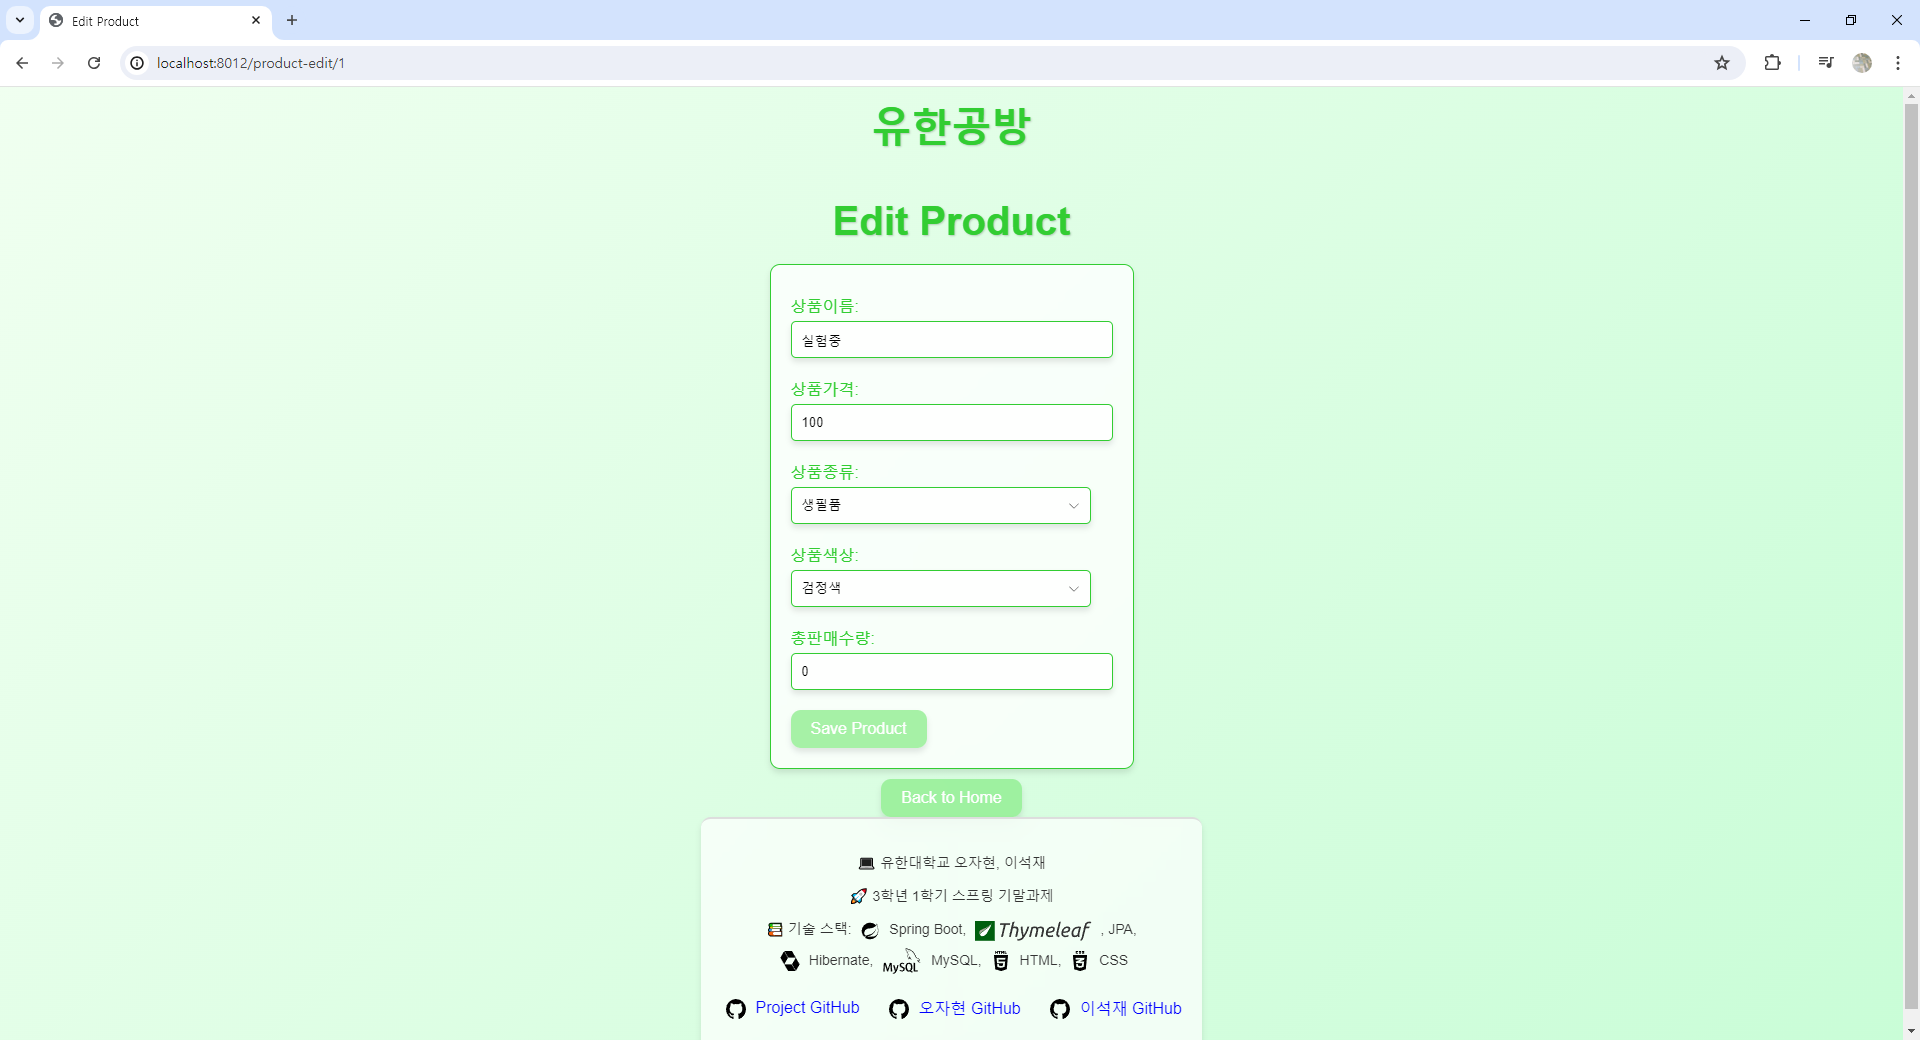 Edit Product
localhost:8012/product-edit/1
유한공방
Edit Product
상품이름:
실험중
상품가격:
100
상품종류:
생필품
상품색상:
검정색
총판매수량:
0
Save Product
Back to Home
유한대학교 오자현, 이석재
3학년 1학기 스프링 기말과제
기술 스택: Spring Boot, Thymeleaf , JPA,
Hibernate, MySQL MySQL, HTML 5 HTML, CSS 3 CSS
Project GitHub 오자현 GitHub 이석재 GitHub